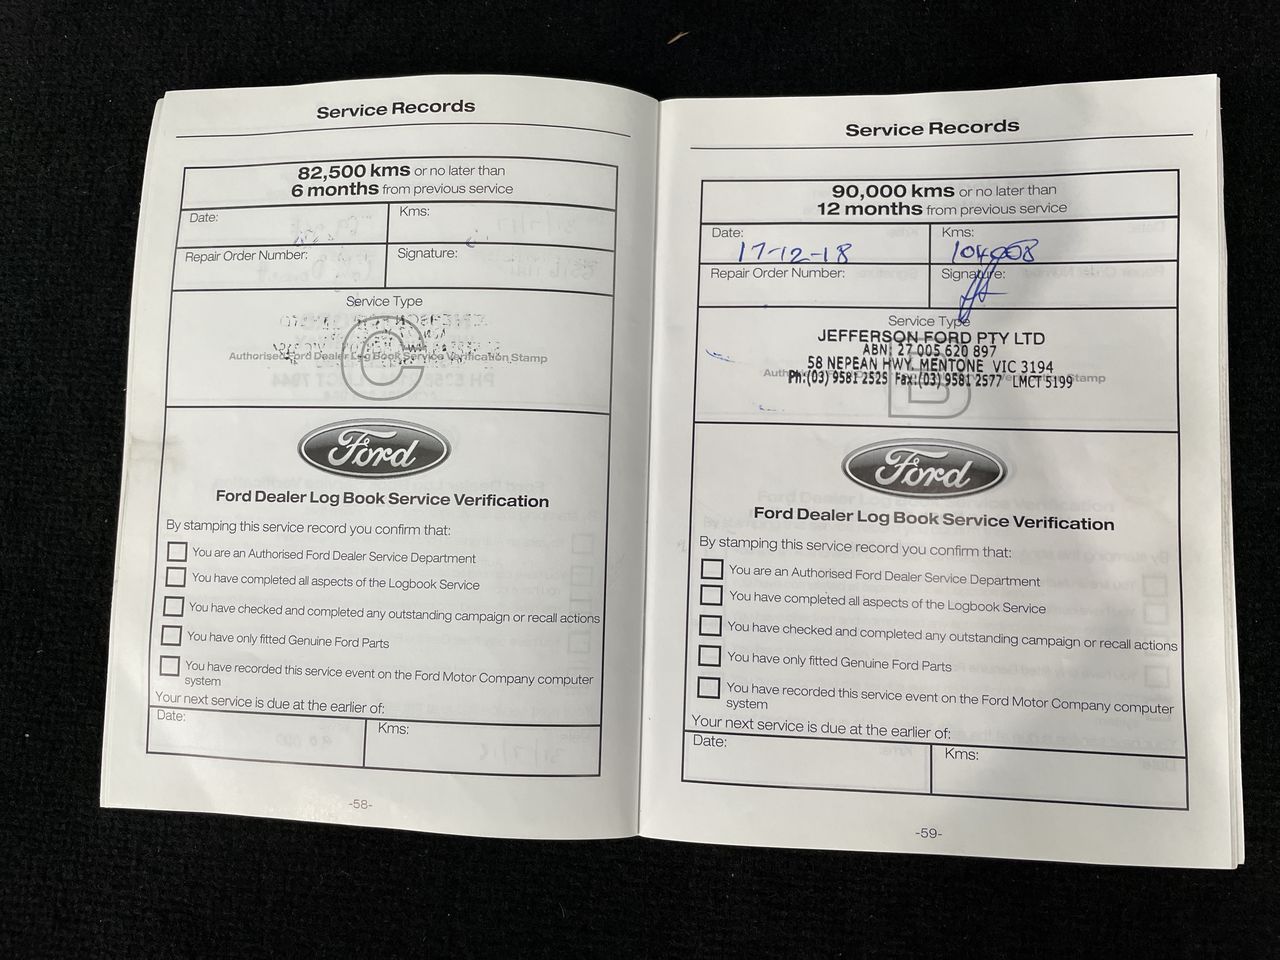 Service Records
82,500 kms or no later than
6 months from previous service
Date:
Kms:
Repair Order Number:
Signature:
Service Type
C
Authorised Ford Dealer Log Book Service Verification Stamp
Ford
Ford Dealer Log Book Service Verification
By stamping this service record you confirm that:
You are an Authorised Ford Dealer Service Department
You have completed all aspects of the Logbook Service
You have checked and completed any outstanding campaign or recall actions
You have only fitted Genuine Ford Parts
You have recorded this service event on the Ford Motor Company computer
system
Your next service is due at the earlier of:
Date:
Kms:
-58-
Service Records
90,000 kms or no later than
12 months from previous service
Date:
17-12-18
Kms:
104008
Repair Order Number:
Signature:
Service Type
JEFFERSON FORD PTY LTD
ABN: 27 005 620 897
58 NEPEAN HWY. MENTONE VIC 3194
Ph:(03) 9581 2525 Fax:(03) 9581 2577 LMCT 5199
B
Stamp
Ford
Ford Dealer Log Book Service Verification
By stamping this service record you confirm that:
You are an Authorised Ford Dealer Service Department
You have completed all aspects of the Logbook Service
You have checked and completed any outstanding campaign or recall actions
You have only fitted Genuine Ford Parts
You have recorded this service event on the Ford Motor Company computer
system
Your next service is due at the earlier of:
Date:
Kms:
-59-